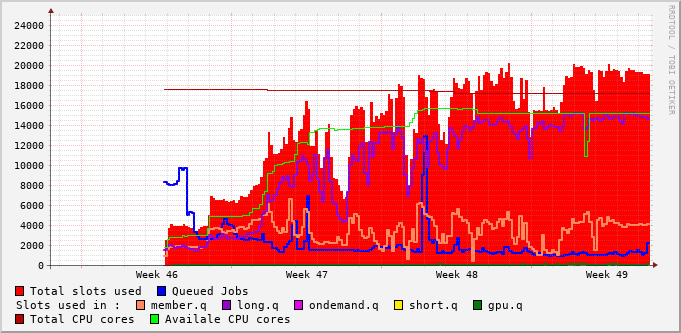 24000
22000
20000
18000
16000
14000
12000
10000
8000
6000
4000
2000
0
Week 46 Week 47 Week 48 Week 49
RRDTOOL / TOBI OETIKER
Total slots used Queued Jobs
Slots used in : member.q long.q ondemand.q short.q gpu.q
Total CPU cores Availale CPU cores